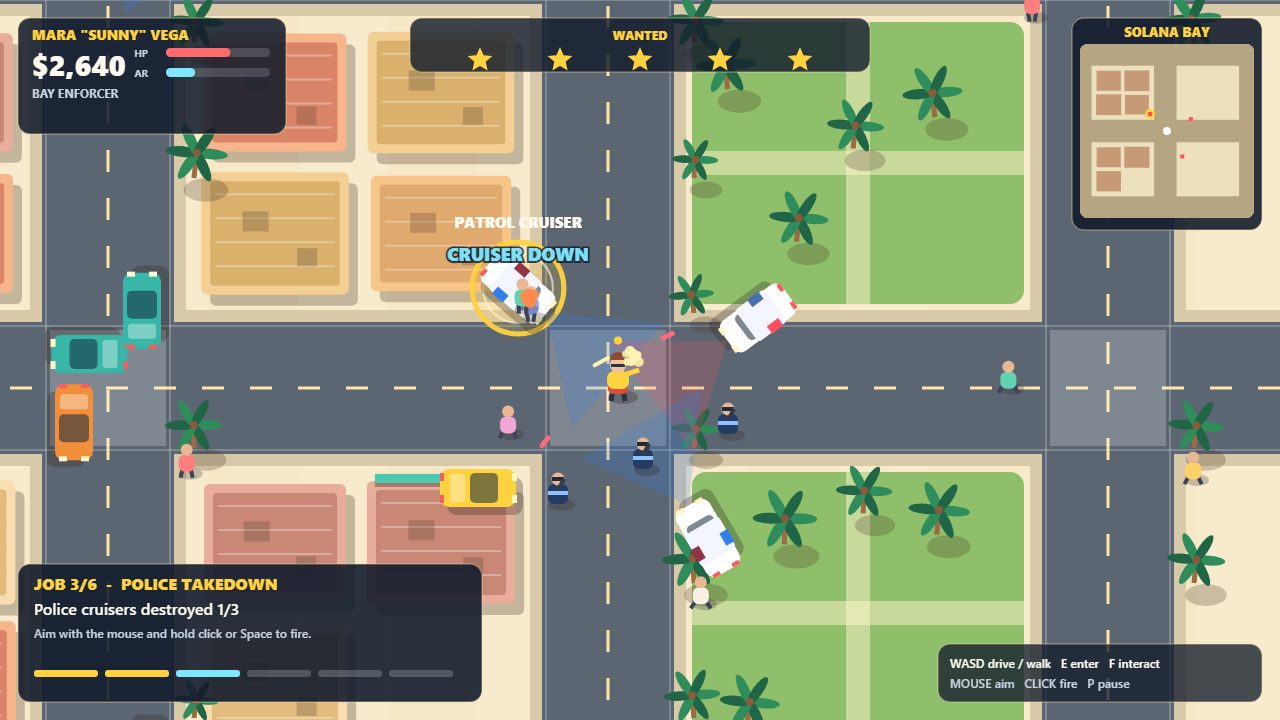 MARA "SUNNY" VEGA
$2,640
HP
AR
BAY ENFORCER
WANTED
SOLANA BAY
PATROL CRUISER
CRUISER DOWN
JOB 3/6 - POLICE TAKEDOWN
Police cruisers destroyed 1/3
Aim with the mouse and hold click or Space to fire.
WASD drive / walk E enter F interact
MOUSE aim CLICK fire P pause